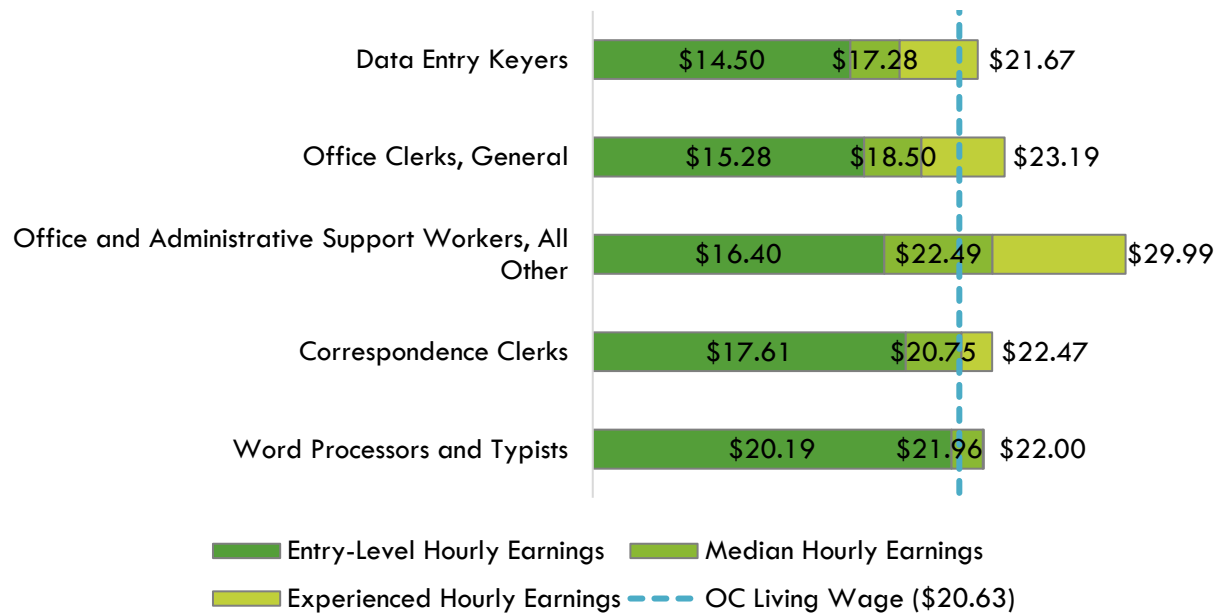 Data Entry Keyers $14.50 $17.28 $21.67
Office Clerks, General $15.28 $18.50 $23.19
Office and Administrative Support Workers, All
Other $16.40 $22.49 $29.99
Correspondence Clerks $17.61 $20.75 $22.47
Word Processors and Typists $20.19 $21.96 $22.00
Entry-Level Hourly Earnings Median Hourly Earnings
Experienced Hourly Earnings OC Living Wage ($20.63)